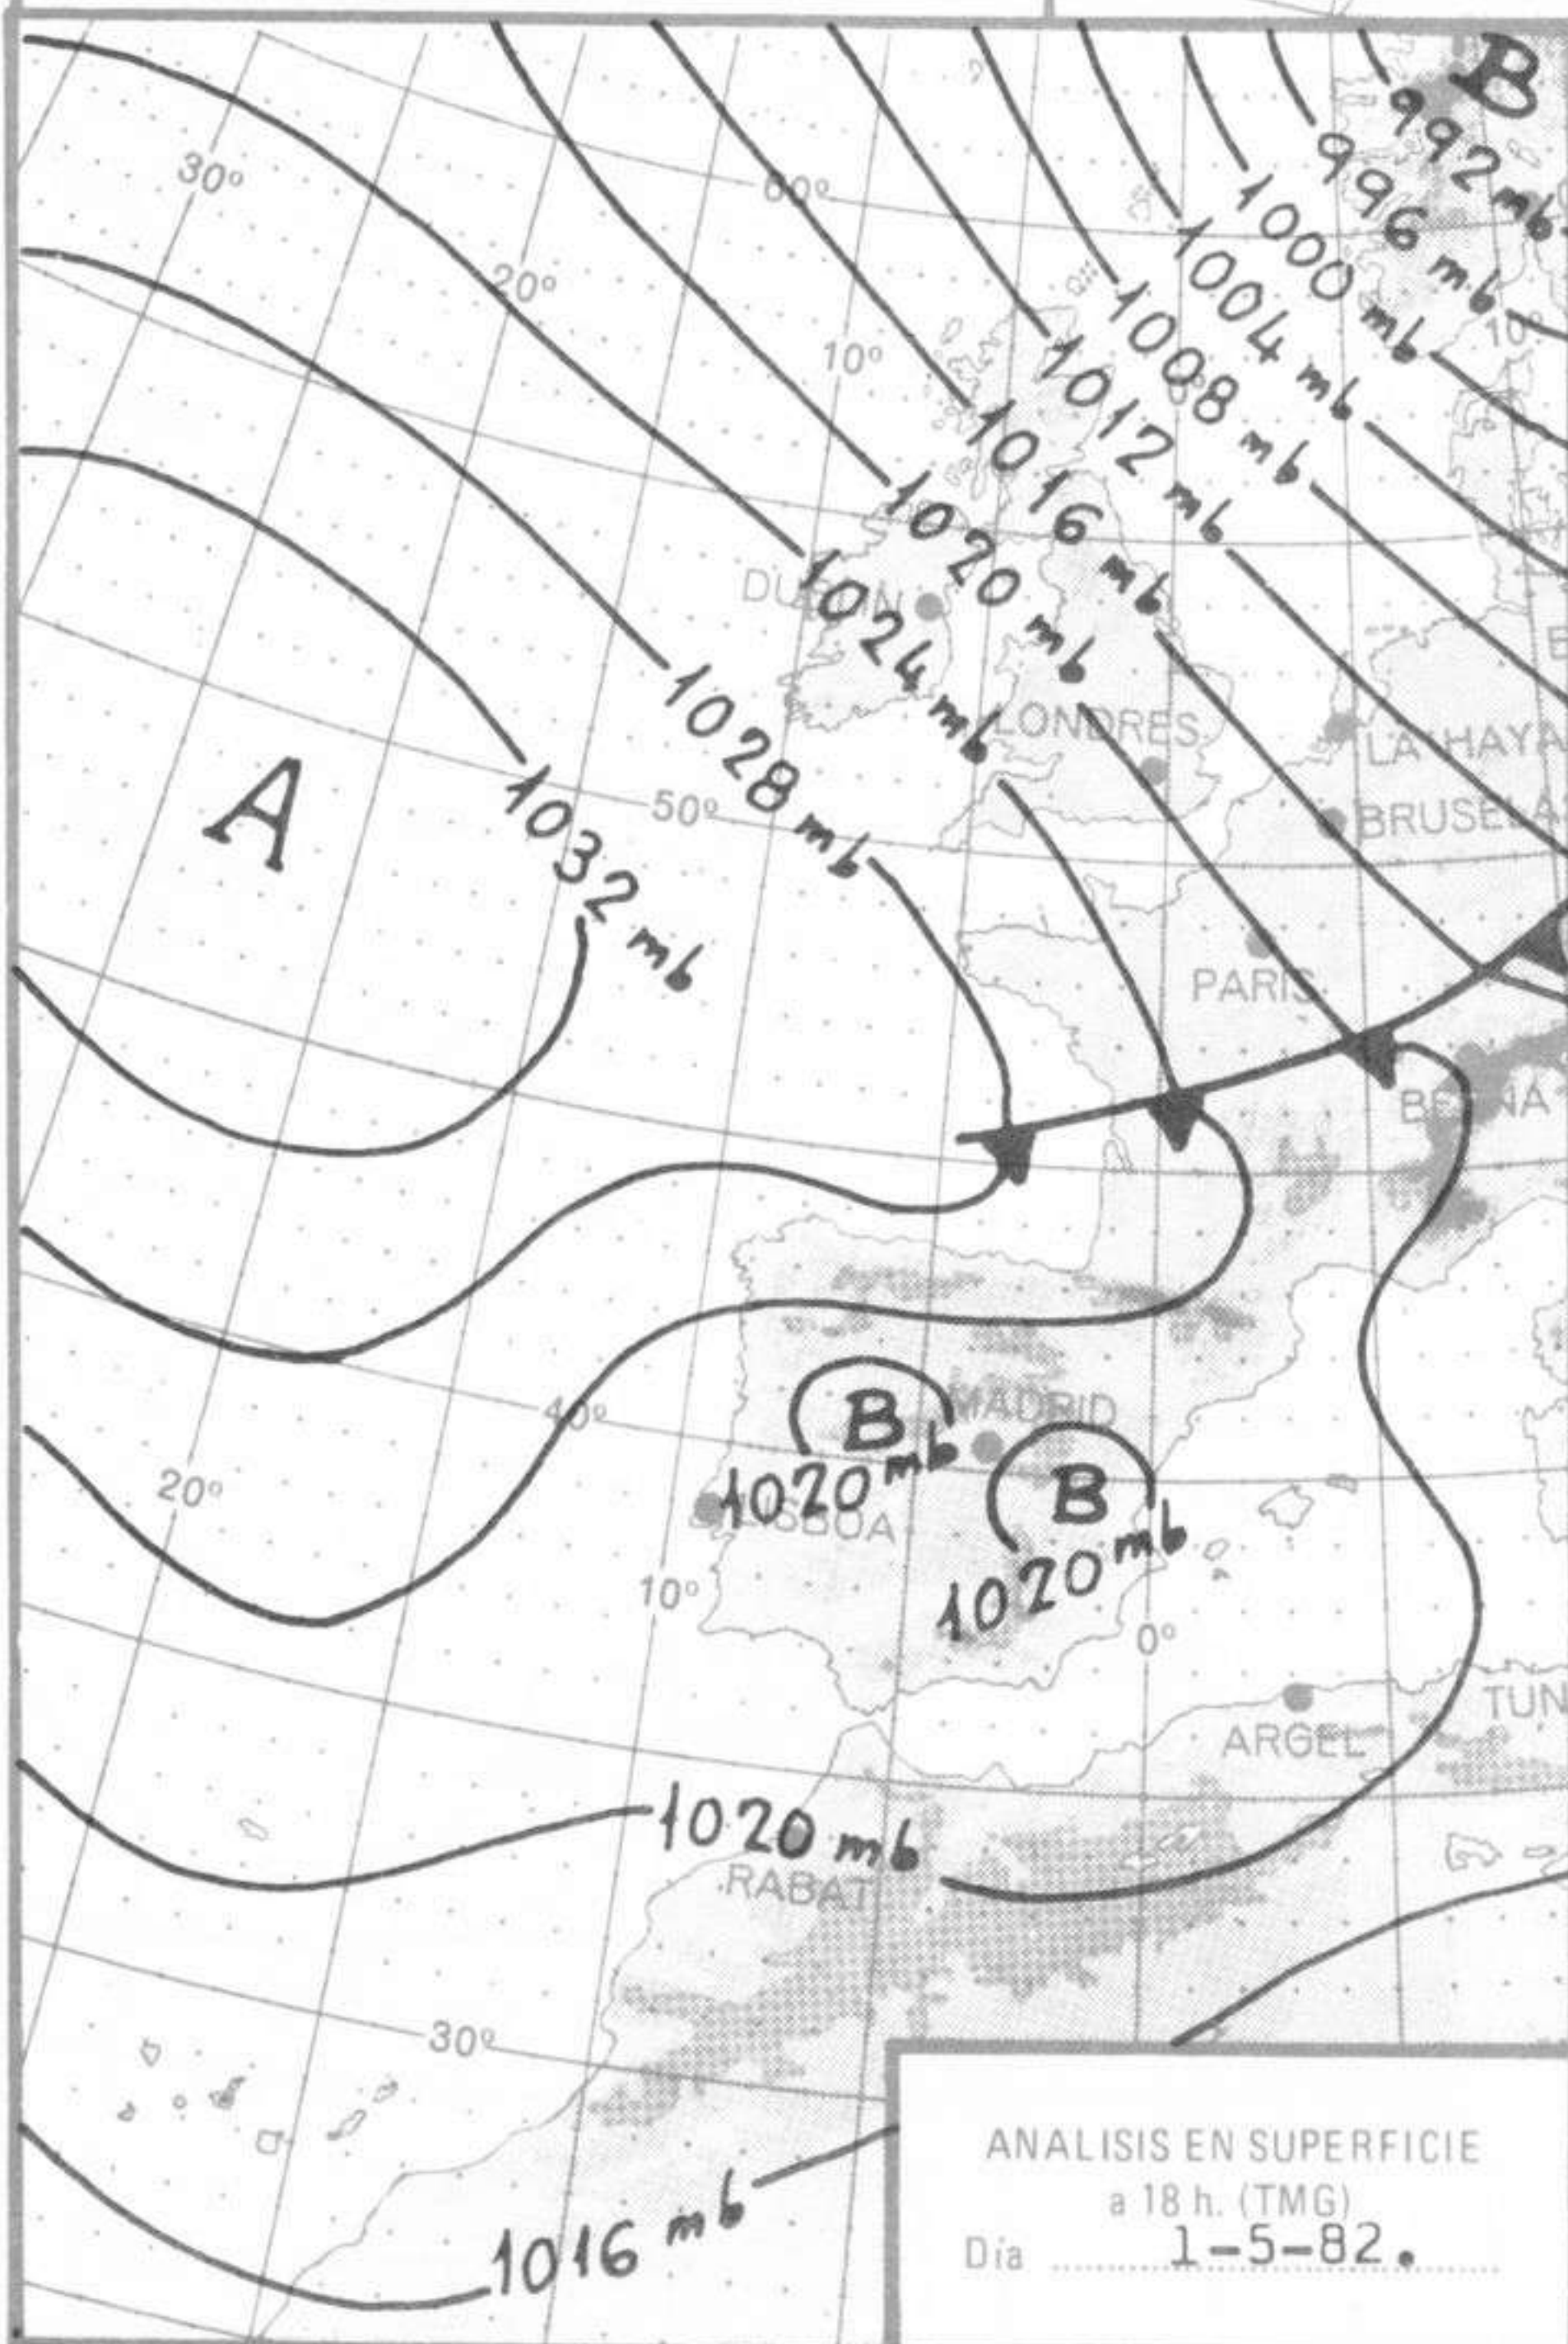 B
992 mb
996 mb
30º
60º
1000 mb
1004 mb
20º
1008 mb
10º
10º
1012 mb
1016 mb
1020 mb
DUBLIN
1024 mb
LONDRES
1028 mb
LA HAYA
A
50º
BRUSELA
1032 mb
PARIS
BERNA
40º
MADRID
B
1020 mb
B
20º
LISBOA
1020 mb
10º
0º
TUN
ARGEL
1020 mb
RABAT
30º
1016 mb
ANALISIS EN SUPERFICIE
a 18 h. (TMG)
Día 1-5-82.